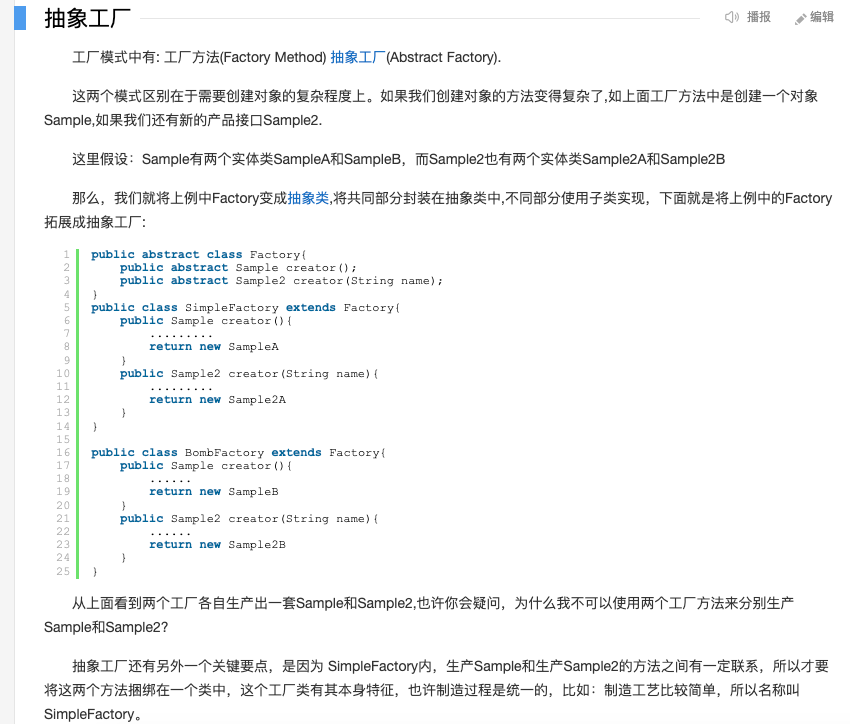 抽象工厂
播报
编辑
工厂模式中有: 工厂方法(Factory Method) 抽象工厂(Abstract Factory).
这两个模式区别在于需要创建对象的复杂程度上。如果我们创建对象的方法变得复杂了,如上面工厂方法中是创建一个对象
Sample,如果我们还有新的产品接口Sample2.
这里假设：Sample有两个实体类SampleA和SampleB，而Sample2也有两个实体类Sample2A和Sample2B
那么，我们就将上例中Factory变成抽象类,将共同部分封装在抽象类中,不同部分使用子类实现，下面就是将上例中的Factory
拓展成抽象工厂:
1 public abstract class Factory{
2     public abstract Sample creator();
3     public abstract Sample2 creator(String name);
4 }
5 public class SimpleFactory extends Factory{
6     public Sample creator(){
7         .........
8         return new SampleA
9     }
10     public Sample2 creator(String name){
11         .........
12         return new Sample2A
13     }
14 }
15
16 public class BombFactory extends Factory{
17     public Sample creator(){
18         ......
19         return new SampleB
20     }
21     public Sample2 creator(String name){
22         ......
23         return new Sample2B
24     }
25 }
从上面看到两个工厂各自生产出一套Sample和Sample2,也许你会疑问，为什么我不可以使用两个工厂方法来分别生产
Sample和Sample2?
抽象工厂还有另外一个关键要点，是因为 SimpleFactory内，生产Sample和生产Sample2的方法之间有一定联系，所以才要
将这两个方法捆绑在一个类中，这个工厂类有其本身特征，也许制造过程是统一的，比如：制造工艺比较简单，所以名称叫
SimpleFactory。